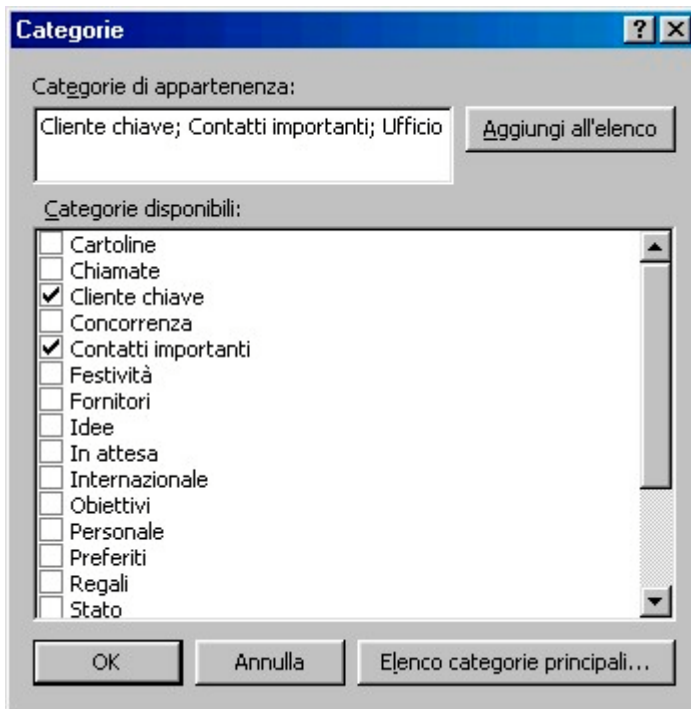 Categorie
Categorie di appartenenza:
Cliente chiave; Contatti importanti; Ufficio
Aggiungi all'elenco
Categorie disponibili:
Cartoline
Chiamate
Cliente chiave
Concorrenza
Contatti importanti
Festività
Fornitori
Idee
In attesa
Internazionale
Obiettivi
Personale
Preferiti
Regali
Stato
OK
Annulla
Elenco categorie principali...